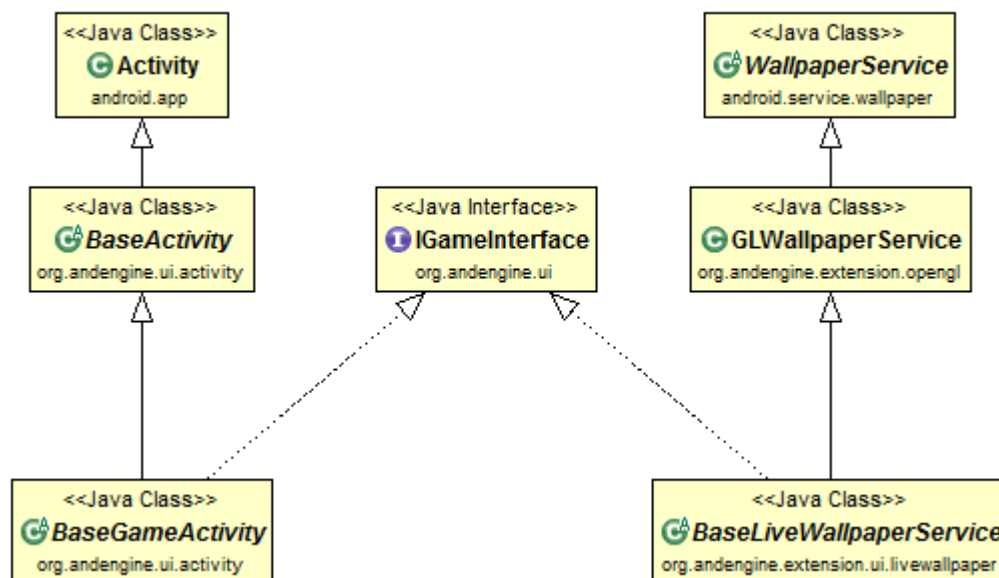 <<Java Class>>
Activity
android.app
<<Java Class>>
WallpaperService
android.service.wallpaper
<<Java Class>>
BaseActivity
org.andengine.ui.activity
<<Java Interface>>
IGameInterface
org.andengine.ui
<<Java Class>>
GLWallpaperService
org.andengine.extension.opengl
<<Java Class>>
BaseGameActivity
org.andengine.ui.activity
<<Java Class>>
BaseLiveWallpaperService
org.andengine.extension.ui.livewallpaper